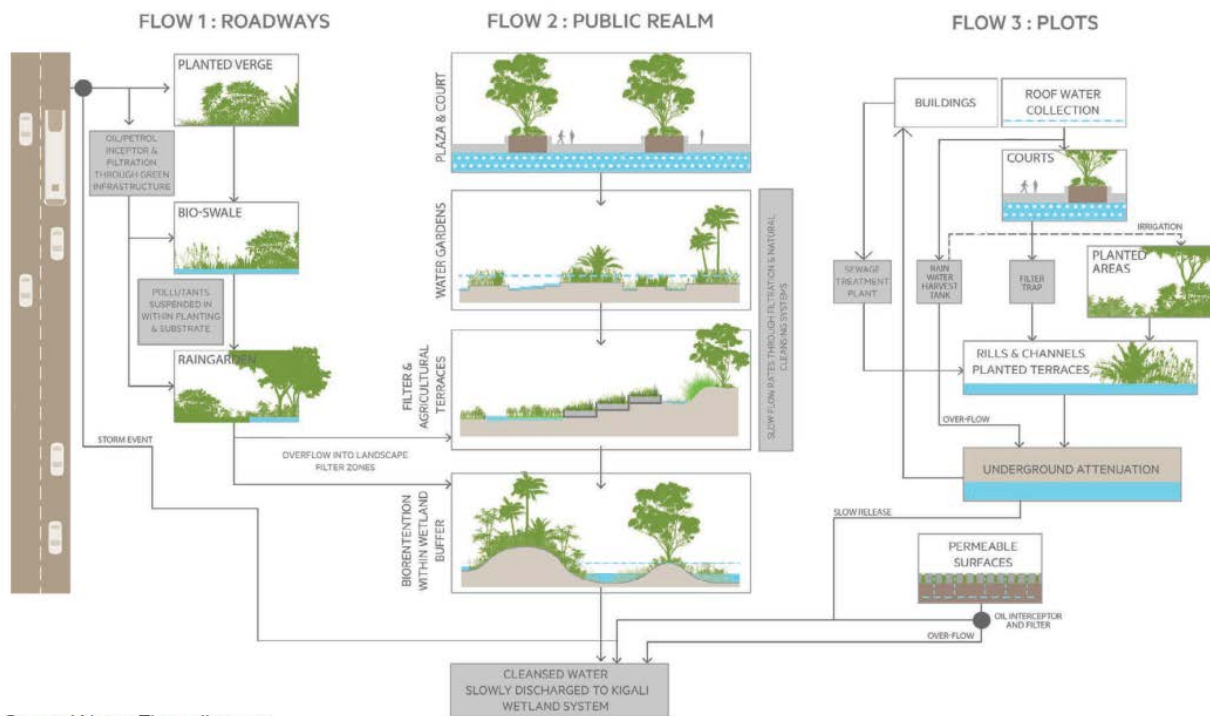 FLOW 1 : ROADWAYS
FLOW 2 : PUBLIC REALM
FLOW 3 : PLOTS
PLANTED VERGE
OIL/PETROL
INCEPTOR &
FILTRATION
THROUGH GREEN
INFRASTRUCTURE
BIO-SWALE
POLLUTANTS
SUSPENDED IN
WITHIN PLANTING
& SUBSTRATE
RAINGARDEN
STORM EVENT
OVERFLOW INTO LANDSCAPE
FILTER ZONES
PLAZA & COURT
WATER GARDENS
FILTER &
AGRICULTURAL
TERRACES
BIORENTENTION
WITHIN WETLAND
BUFFER
SLOW FLOW RATES THROUGH FILTRATION & NATURAL
CLEANSING SYSTEMS
BUILDINGS
ROOF WATER
COLLECTION
COURTS
IRRIGATION
PLANTED
AREAS
SEWAGE
TREATMENT
PLANT
RAIN
WATER
HARVEST
TANK
FILTER
TRAP
RILLS & CHANNELS
PLANTED TERRACES
OVER-FLOW
UNDERGROUND ATTENUATION
SLOW RELEASE
PERMEABLE
SURFACES
OIL INTERCEPTOR
AND FILTER
OVER-FLOW
CLEANSED WATER
SLOWLY DISCHARGED TO KIGALI
WETLAND SYSTEM